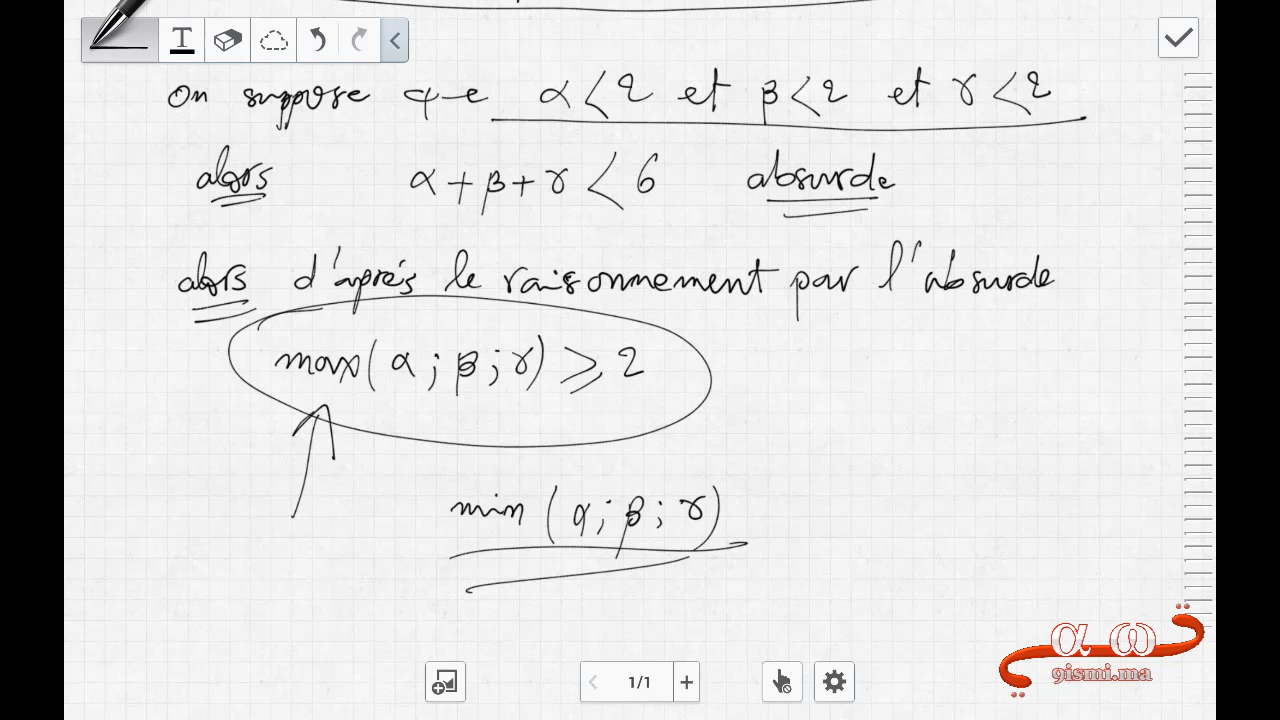 T
On suppose que α < 2 et β < 2 et γ < 2
alors α + β + γ < 6 absurde
alors d'après le raisonnement par l'absurde
max(α ; β ; γ) ⩾ 2
min (α ; β ; γ)
α ω
9ismi.ma
1/1